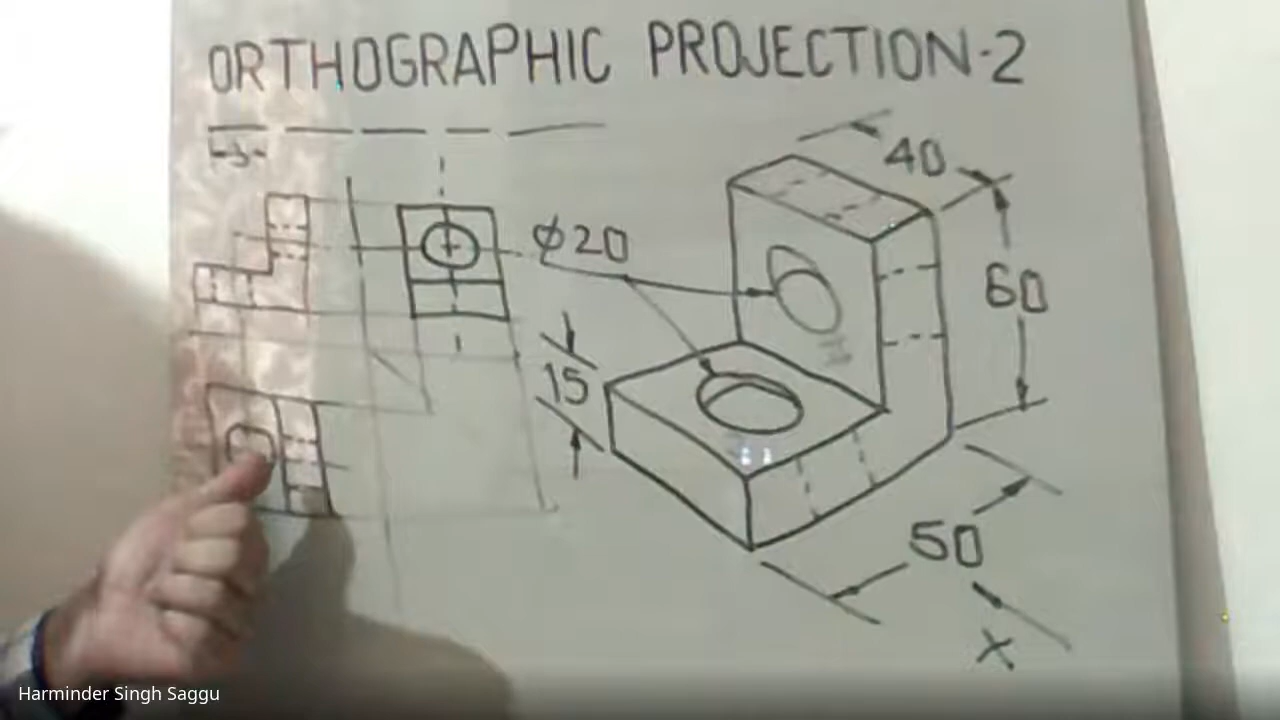 ORTHOGRAPHIC PROJECTION-2
40
φ20
60
15
50
X
Harminder Singh Saggu